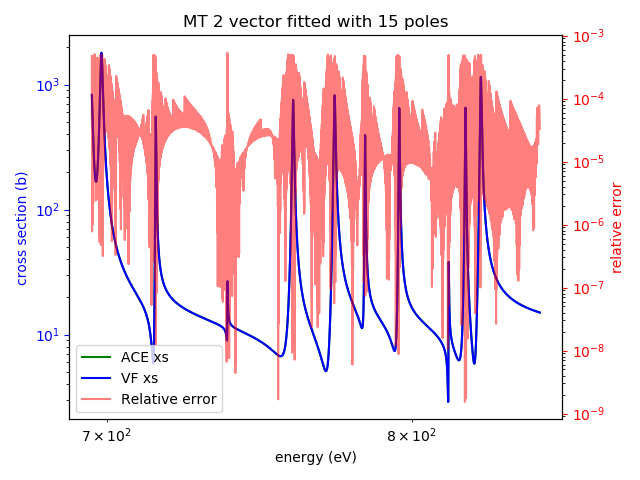 MT 2 vector fitted with 15 poles
10³
10²
10¹
cross section (b)
10⁻³
10⁻⁴
10⁻⁵
10⁻⁶
10⁻⁷
10⁻⁸
10⁻⁹
relative error
ACE xs
VF xs
Relative error
7 × 10² 8 × 10²
energy (eV)